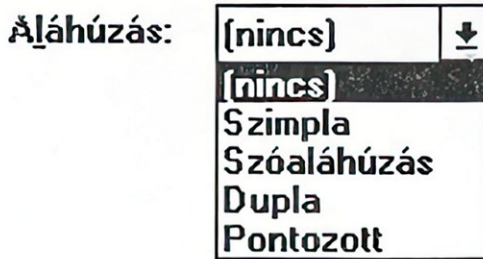 Aláhúzás:
(nincs)
(nincs)
Szimpla
Szóaláhúzás
Dupla
Pontozott